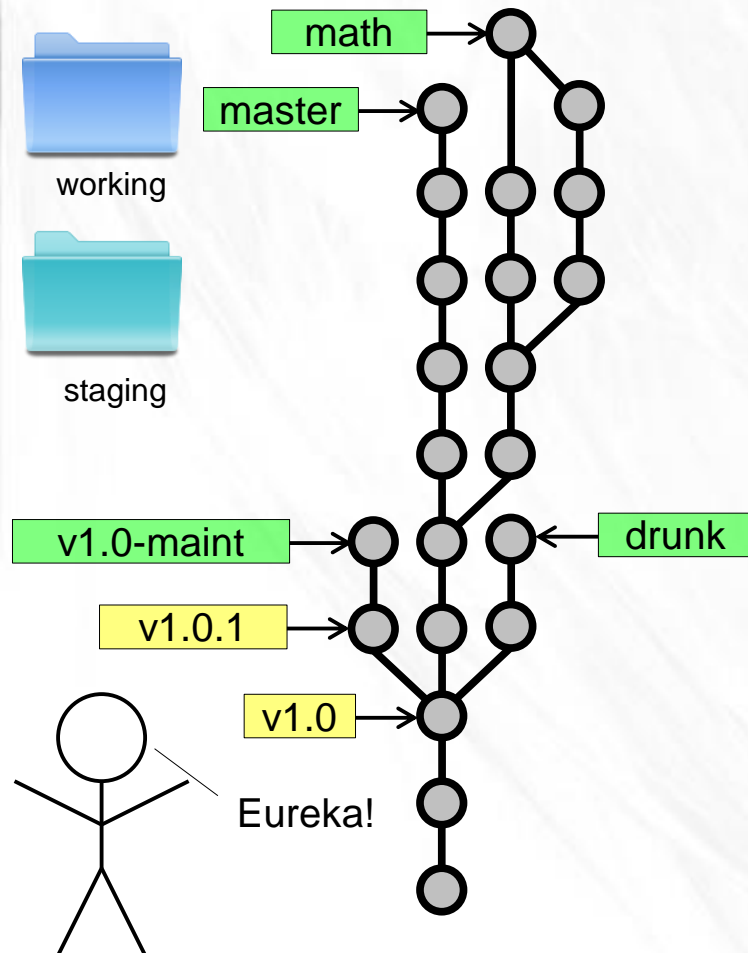 math
master
working
staging
v1.0-maint
drunk
v1.0.1
v1.0
Eureka!